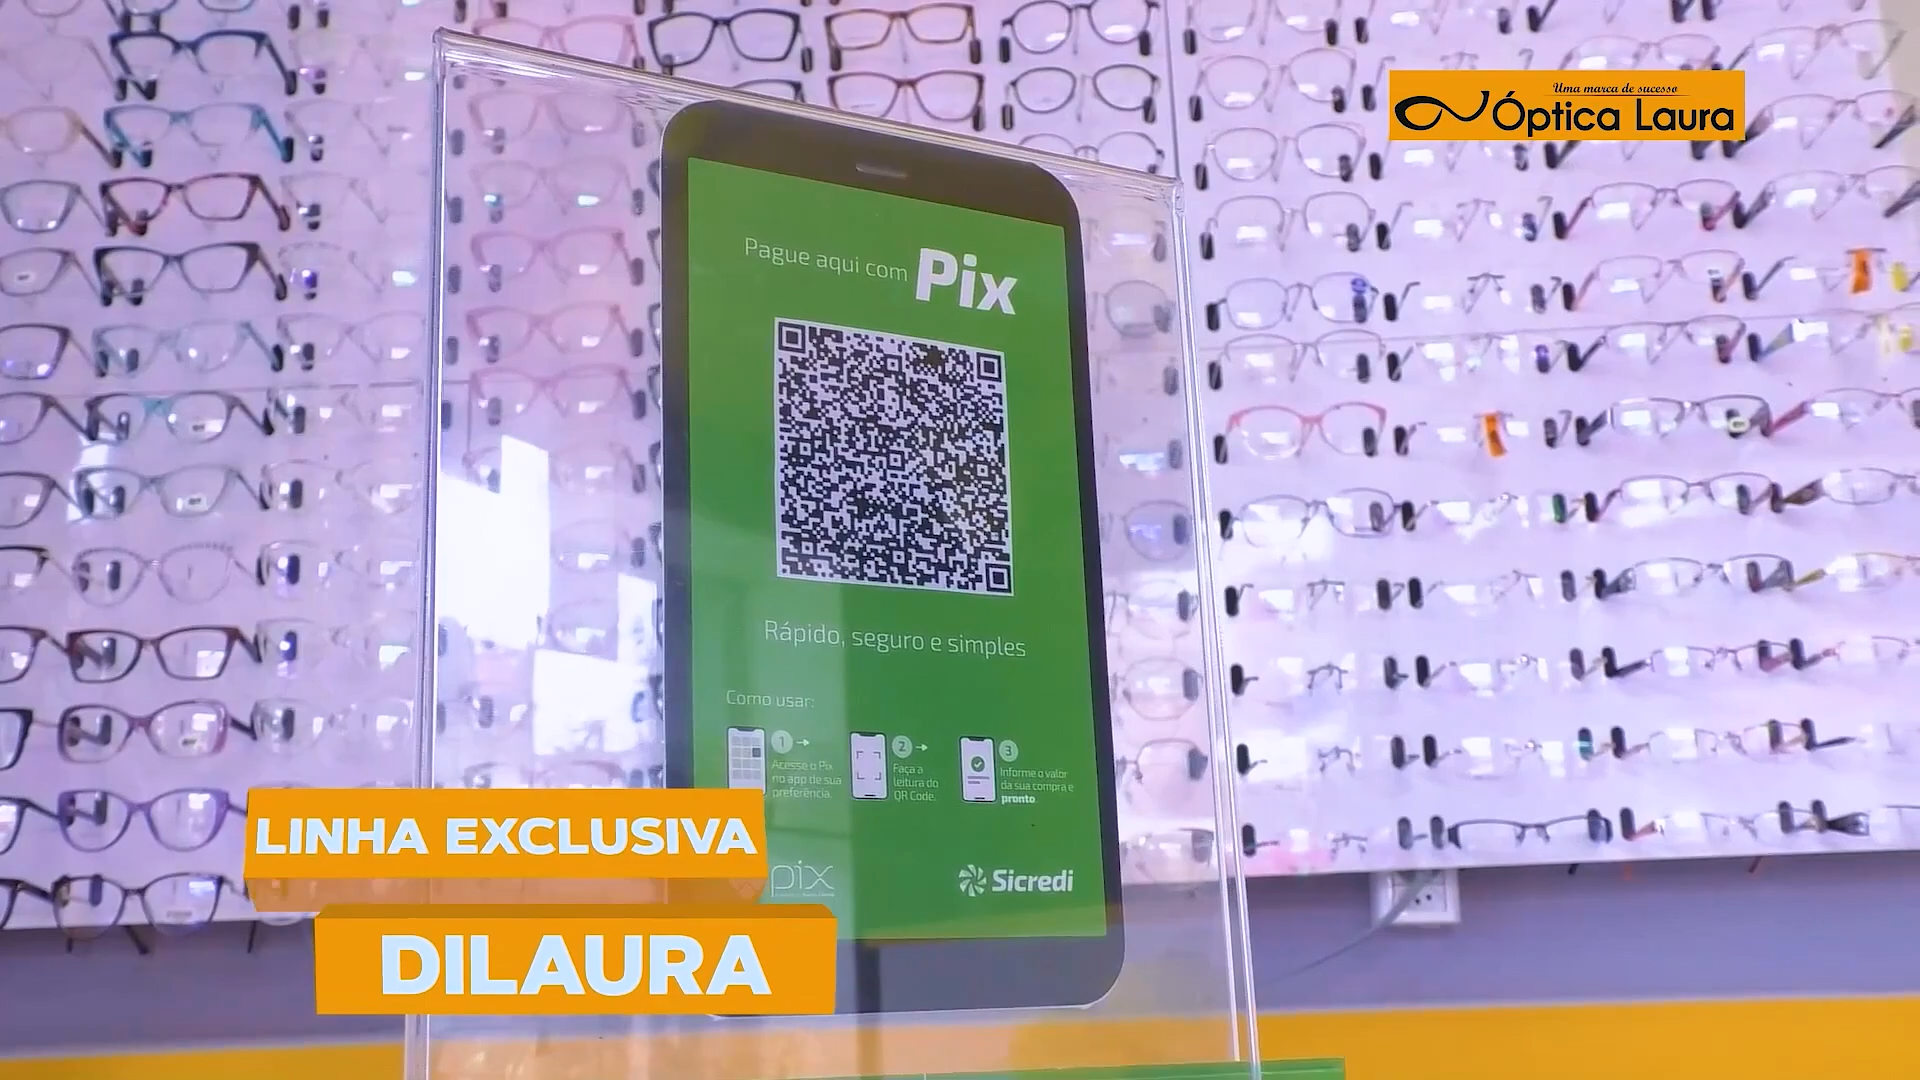 Uma marca de sucesso
Óptica Laura
Pague aqui com Pix
Rápido, seguro e simples
Como usar:
1
Acesse o Pix
no app de sua
preferência.
2
Faça a
leitura do
QR Code.
3
Informe o valor
da sua compra e
pronto
LINHA EXCLUSIVA
pix
Sicredi
DILAURA